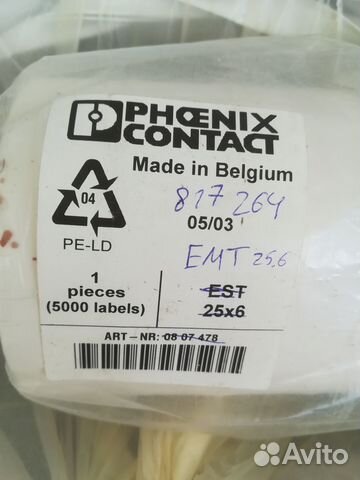 PHŒNIX
CONTACT
Made in Belgium
817 264
05/03
04
PE-LD
EMT 25.6
1
pieces
(5000 labels)
EST
25x6
ART–NR: 08 07 478
Avito